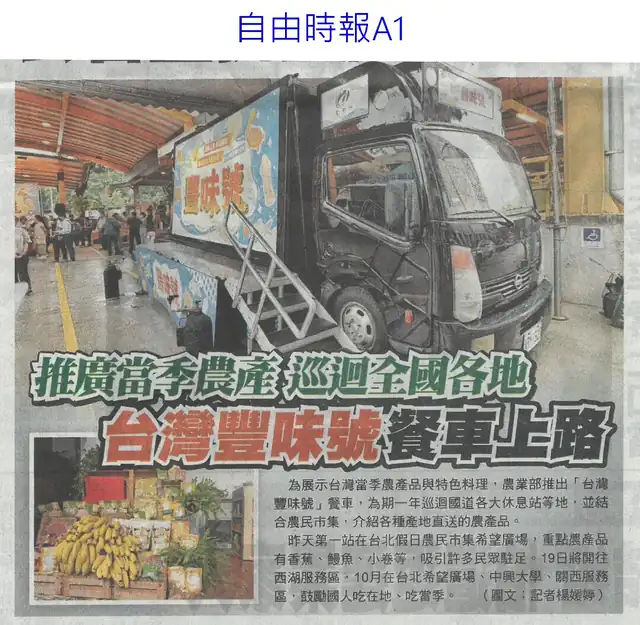 自由時報A1
豐味號
推廣當季農產 巡迴全國各地
台灣豐味號餐車上路
為展示台灣當季農產品與特色料理，農業部推出「台灣
豐味號」餐車，為期一年巡迴國道各大休息站等地，並結
合農民市集，介紹各種產地直送的農產品。
昨天第一站在台北假日農民市集希望廣場，重點農產品
有香蕉、鰻魚、小卷等，吸引許多民眾駐足。19日將開往
西湖服務區，10月在台北希望廣場、中興大學、關西服務
區，鼓勵國人吃在地、吃當季。（圖文：記者楊媛婷）